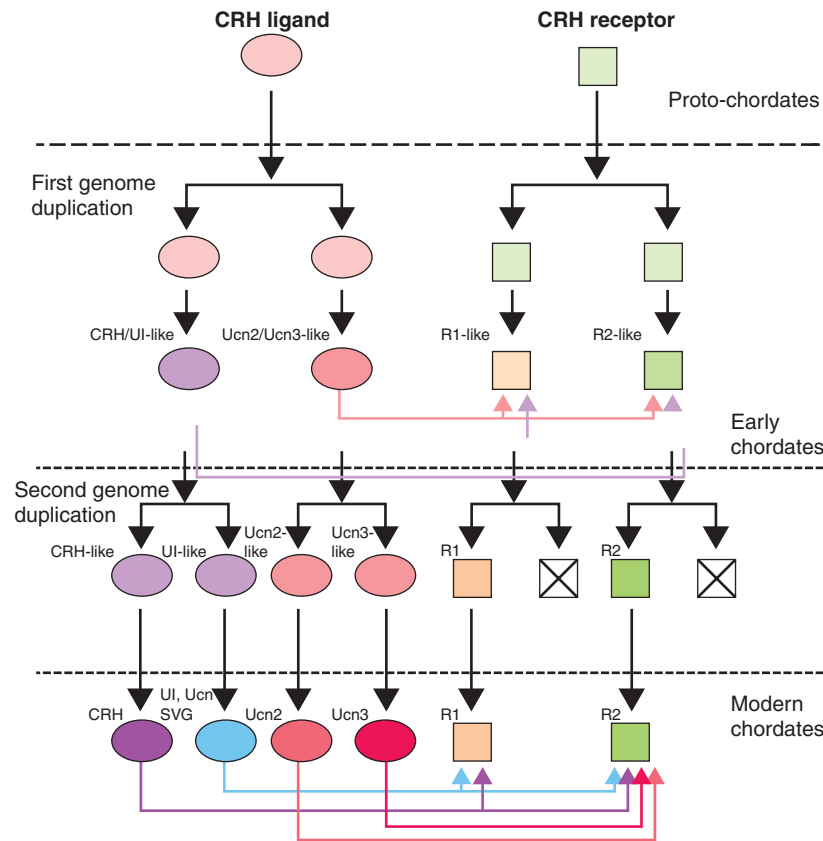 CRH ligand
CRH receptor
Proto-chordates
First genome
duplication
CRH/UI-like
Ucn2/Ucn3-like
R1-like
R2-like
Early
chordates
Second genome
duplication
CRH-like
UI-like
Ucn2-
like
Ucn3-
like
R1
R2
Modern
chordates
CRH
UI, Ucn
SVG
Ucn2
Ucn3
R1
R2